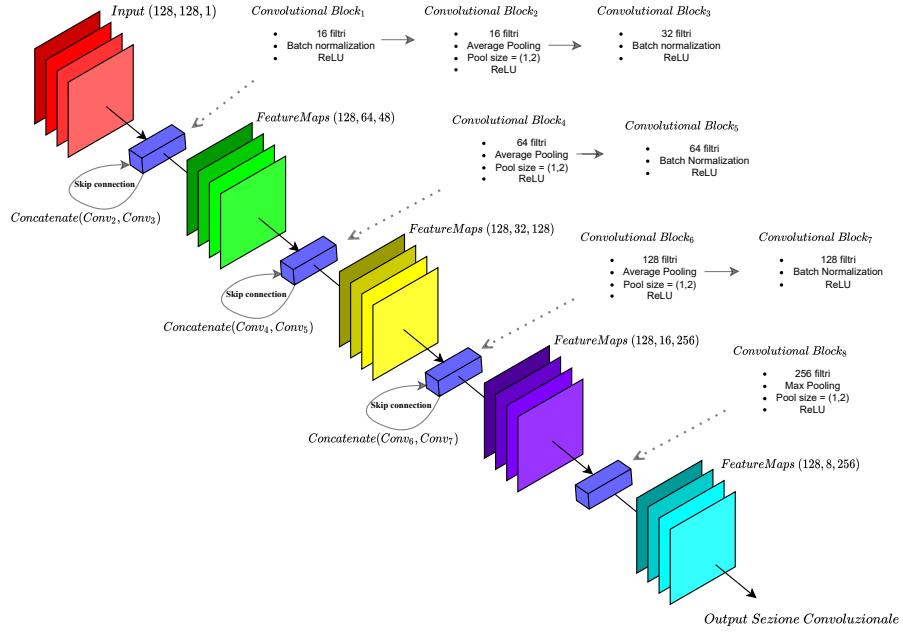 Input (128, 128, 1)
Convolutional Block₁
• 16 filtri
• Batch normalization
• ReLU
Convolutional Block₂
• 16 filtri
• Average Pooling
• Pool size = (1,2)
• ReLU
Convolutional Block₃
• 32 filtri
• Batch normalization
• ReLU
Skip connection
Concatenate(Conv₂, Conv₃)
FeatureMaps (128, 64, 48)
Convolutional Block₄
• 64 filtri
• Average Pooling
• Pool size = (1,2)
• ReLU
Convolutional Block₅
• 64 filtri
• Batch Normalization
• ReLU
Skip connection
Concatenate(Conv₄, Conv₅)
FeatureMaps (128, 32, 128)
Convolutional Block₆
• 128 filtri
• Average Pooling
• Pool size = (1,2)
• ReLU
Convolutional Block₇
• 128 filtri
• Batch Normalization
• ReLU
Skip connection
Concatenate(Conv₆, Conv₇)
FeatureMaps (128, 16, 256)
Convolutional Block₈
• 256 filtri
• Max Pooling
• Pool size = (1,2)
• ReLU
FeatureMaps (128, 8, 256)
Output Sezione Convoluzionale